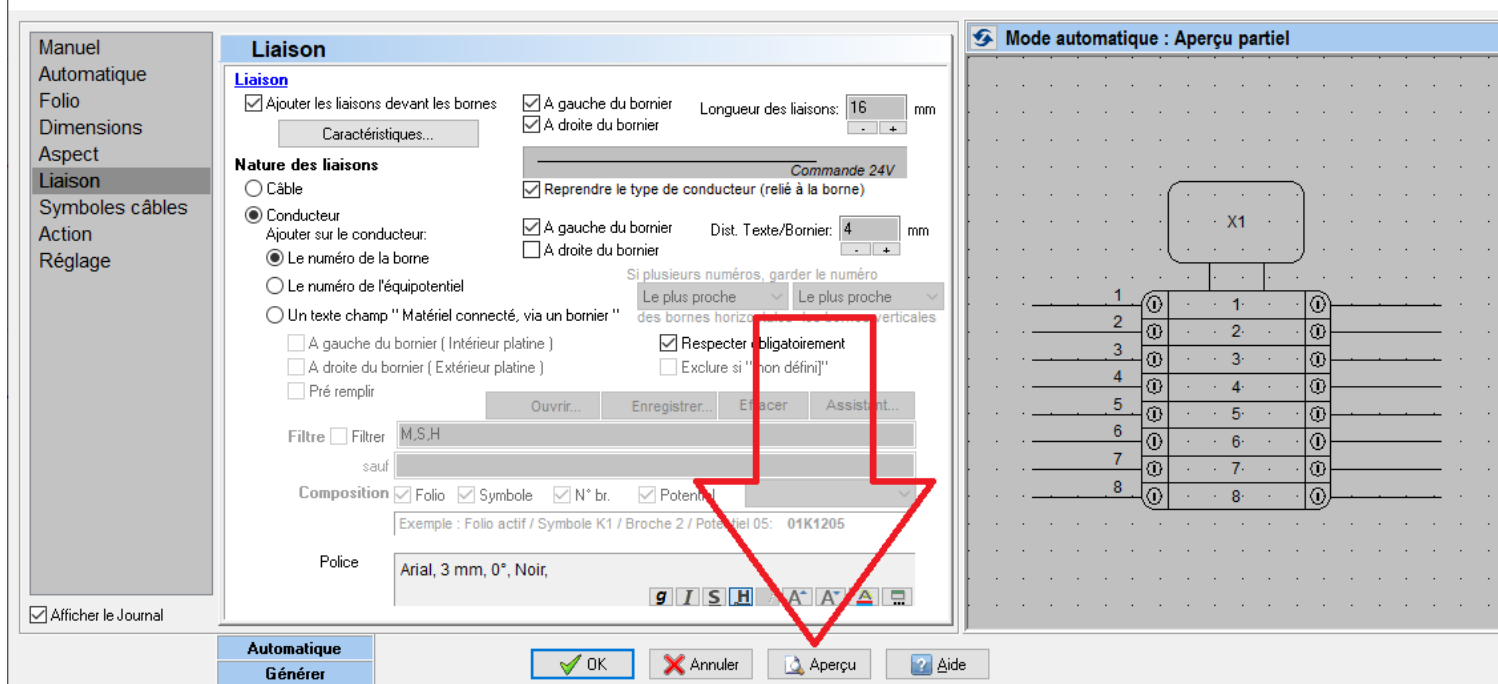 Manuel
Automatique
Folio
Dimensions
Aspect
Liaison
Symboles câbles
Action
Réglage
Afficher le Journal
Liaison
Liaison
Ajouter les liaisons devant les bornes
A gauche du bornier
Longueur des liaisons: 16 mm
A droite du bornier
- +
Caractéristiques...
Nature des liaisons
Commande 24V
Câble
Reprendre le type de conducteur (relié à la borne)
Conducteur
Ajouter sur le conducteur:
A gauche du bornier
Dist. Texte/Bornier: 4 mm
A droite du bornier
- +
Le numéro de la borne
Si plusieurs numéros, garder le numéro
Le numéro de l'équipotentiel
Le plus proche
Le plus proche
Un texte champ " Matériel connecté, via un bornier "
des bornes verticales
A gauche du bornier ( Intérieur platine )
Respecter obligatoirement
A droite du bornier ( Extérieur platine )
Exclure si "non défini]"
Pré remplir
Ouvrir... Enregistrer... Effacer Assistant...
Filtre Filtrer M,S,H
sauf
Composition Folio Symbole N° br. Potentiel
Exemple : Folio actif / Symbole K1 / Broche 2 / Potentiel 05: 01K1205
Police
Arial, 3 mm, 0°, Noir,
g I S H A A A
Automatique
Générer
OK
Annuler
Aperçu
Aide
Mode automatique : Aperçu partiel
X1
1 1
2 2
3 3
4 4
5 5
6 6
7 7
8 8